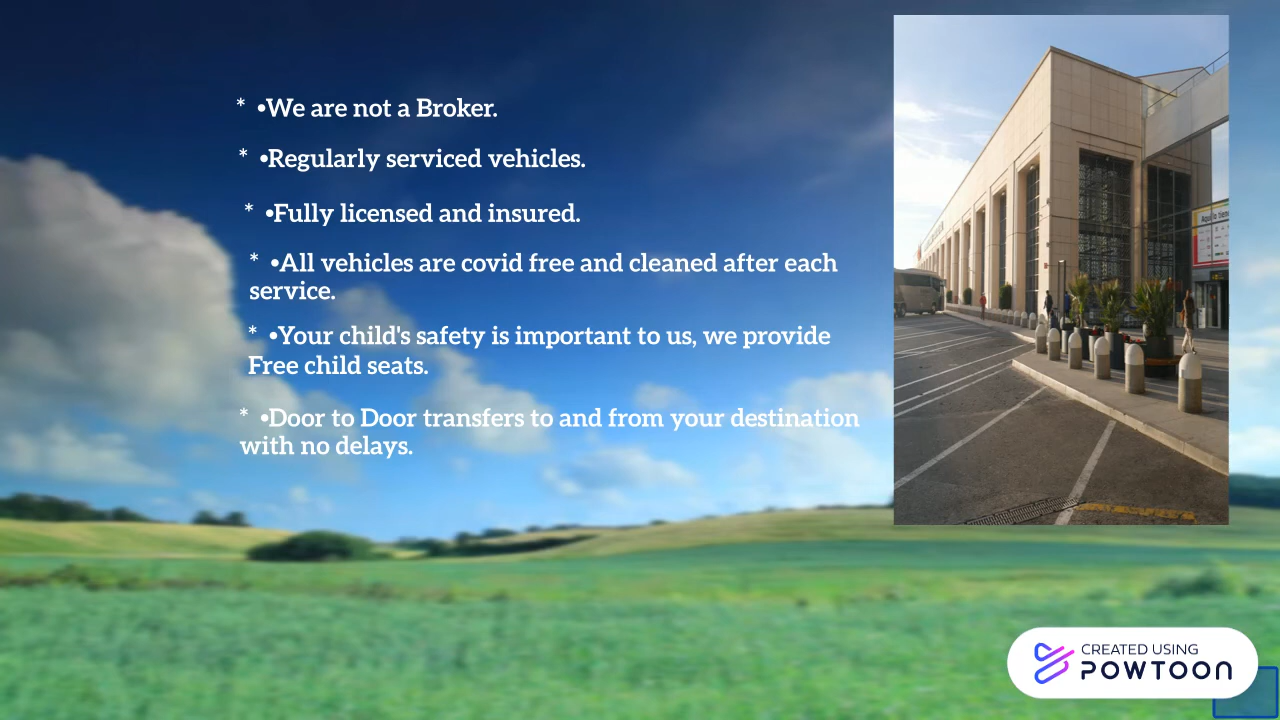 * •We are not a Broker.
* •Regularly serviced vehicles.
* •Fully licensed and insured.
* •All vehicles are covid free and cleaned after each
service.
* •Your child's safety is important to us, we provide
Free child seats.
* •Door to Door transfers to and from your destination
with no delays.
CREATED USING
POWTOON